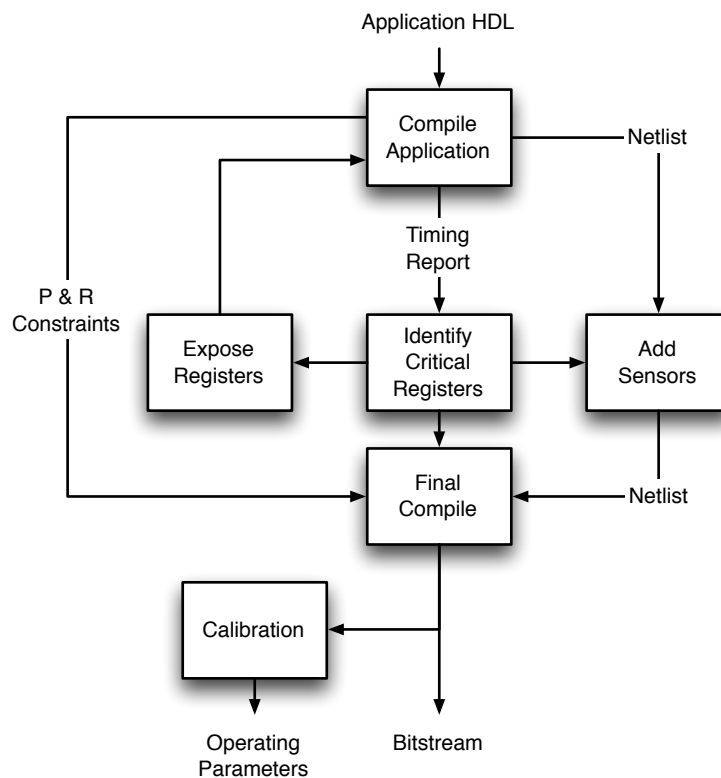 Application HDL
Compile
Application
Netlist
Timing
Report
P & R
Constraints
Expose
Registers
Identify
Critical
Registers
Add
Sensors
Final
Compile
Netlist
Calibration
Operating
Parameters
Bitstream